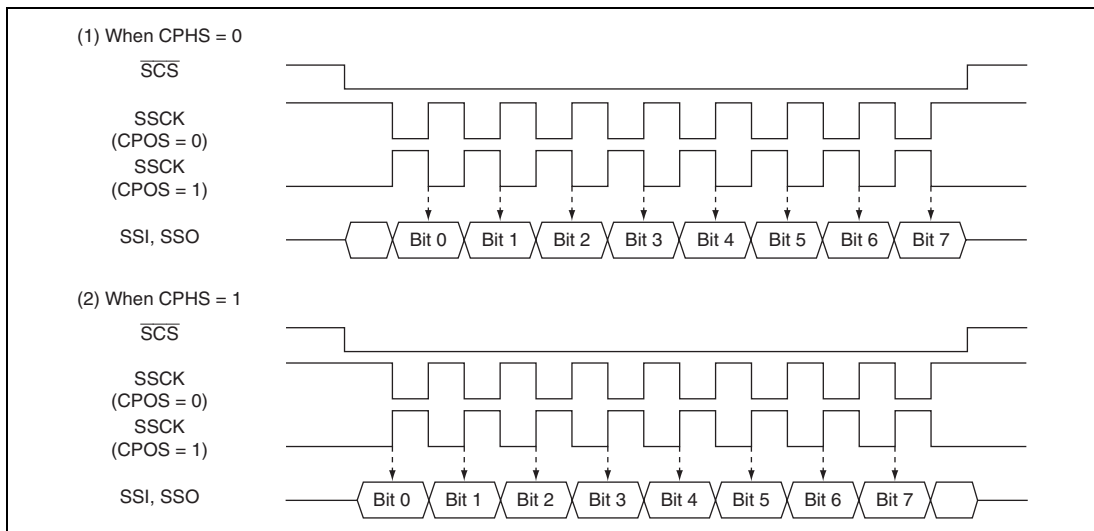 (1) When CPHS = 0
SCS
SSCK
(CPOS = 0)
SSCK
(CPOS = 1)
SSI, SSO
Bit 0 Bit 1 Bit 2 Bit 3 Bit 4 Bit 5 Bit 6 Bit 7
(2) When CPHS = 1
SCS
SSCK
(CPOS = 0)
SSCK
(CPOS = 1)
SSI, SSO
Bit 0 Bit 1 Bit 2 Bit 3 Bit 4 Bit 5 Bit 6 Bit 7